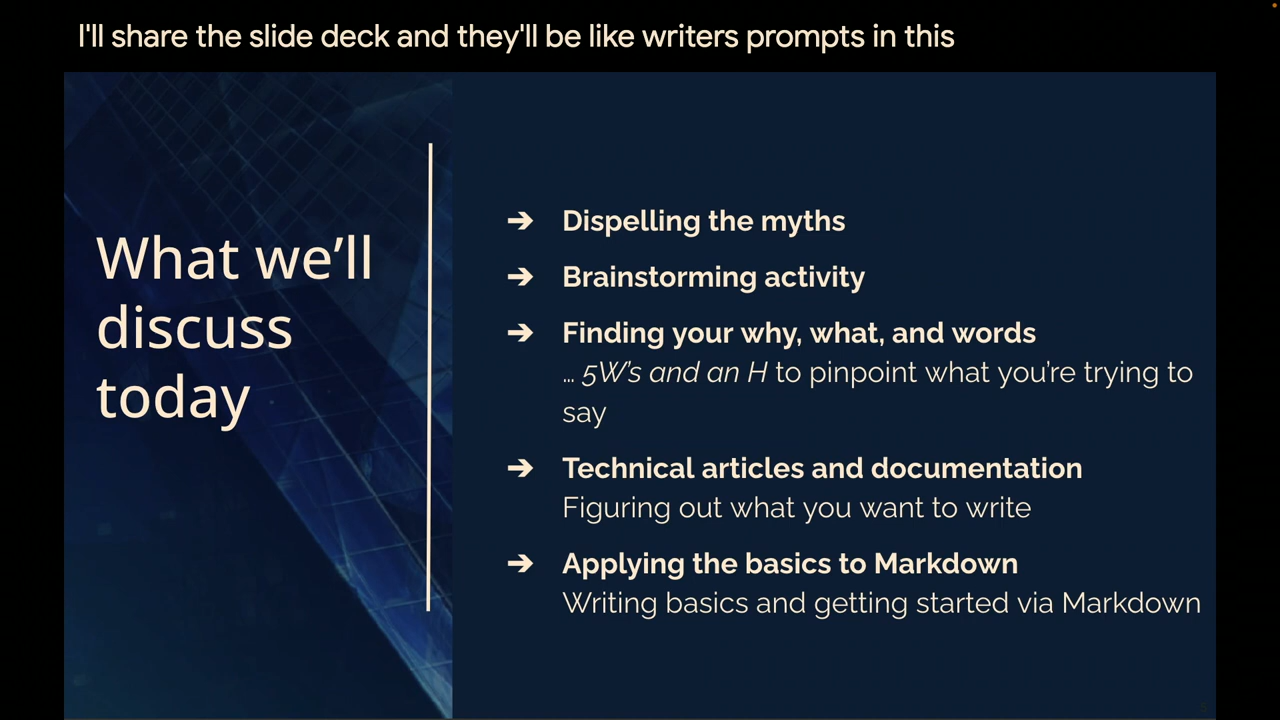 I'll share the slide deck and they'll be like writers prompts in this
What we’ll
discuss
today
➔ Dispelling the myths
➔ Brainstorming activity
➔ Finding your why, what, and words
… 5W’s and an H to pinpoint what you’re trying to
say
➔ Technical articles and documentation
Figuring out what you want to write
➔ Applying the basics to Markdown
Writing basics and getting started via Markdown